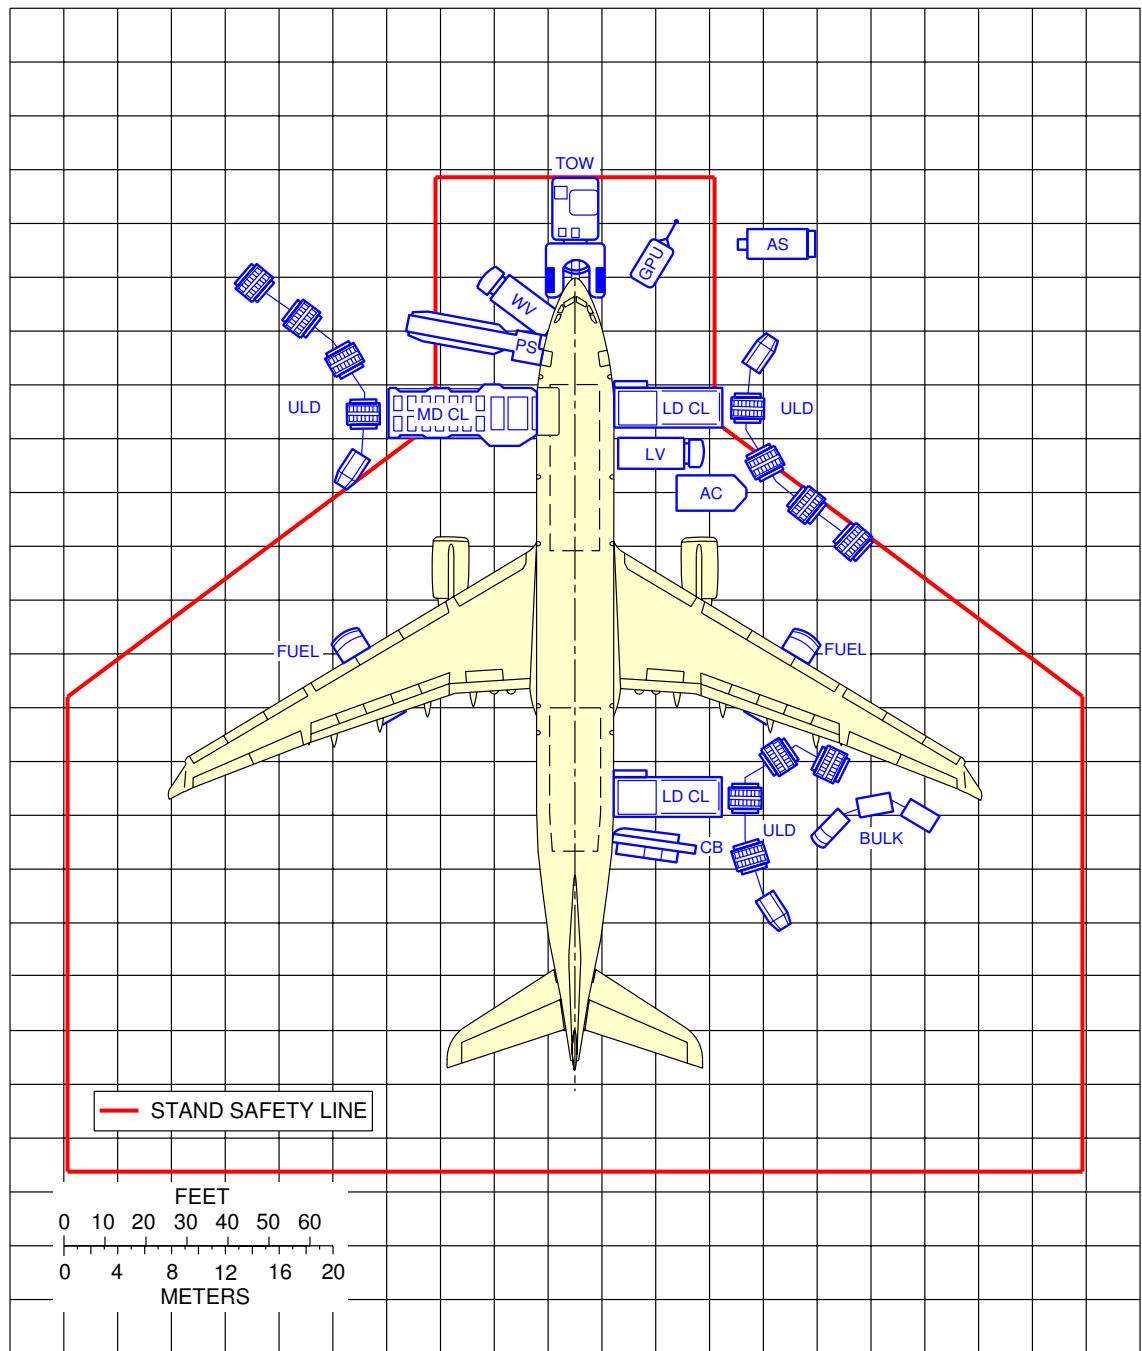 TOW
AS
GPU
WV
PS
ULD
MD CL
LD CL
ULD
LV
AC
FUEL
FUEL
LD CL
ULD
BULK
CB
STAND SAFETY LINE
FEET
0 10 20 30 40 50 60
0 4 8 12 16 20
METERS